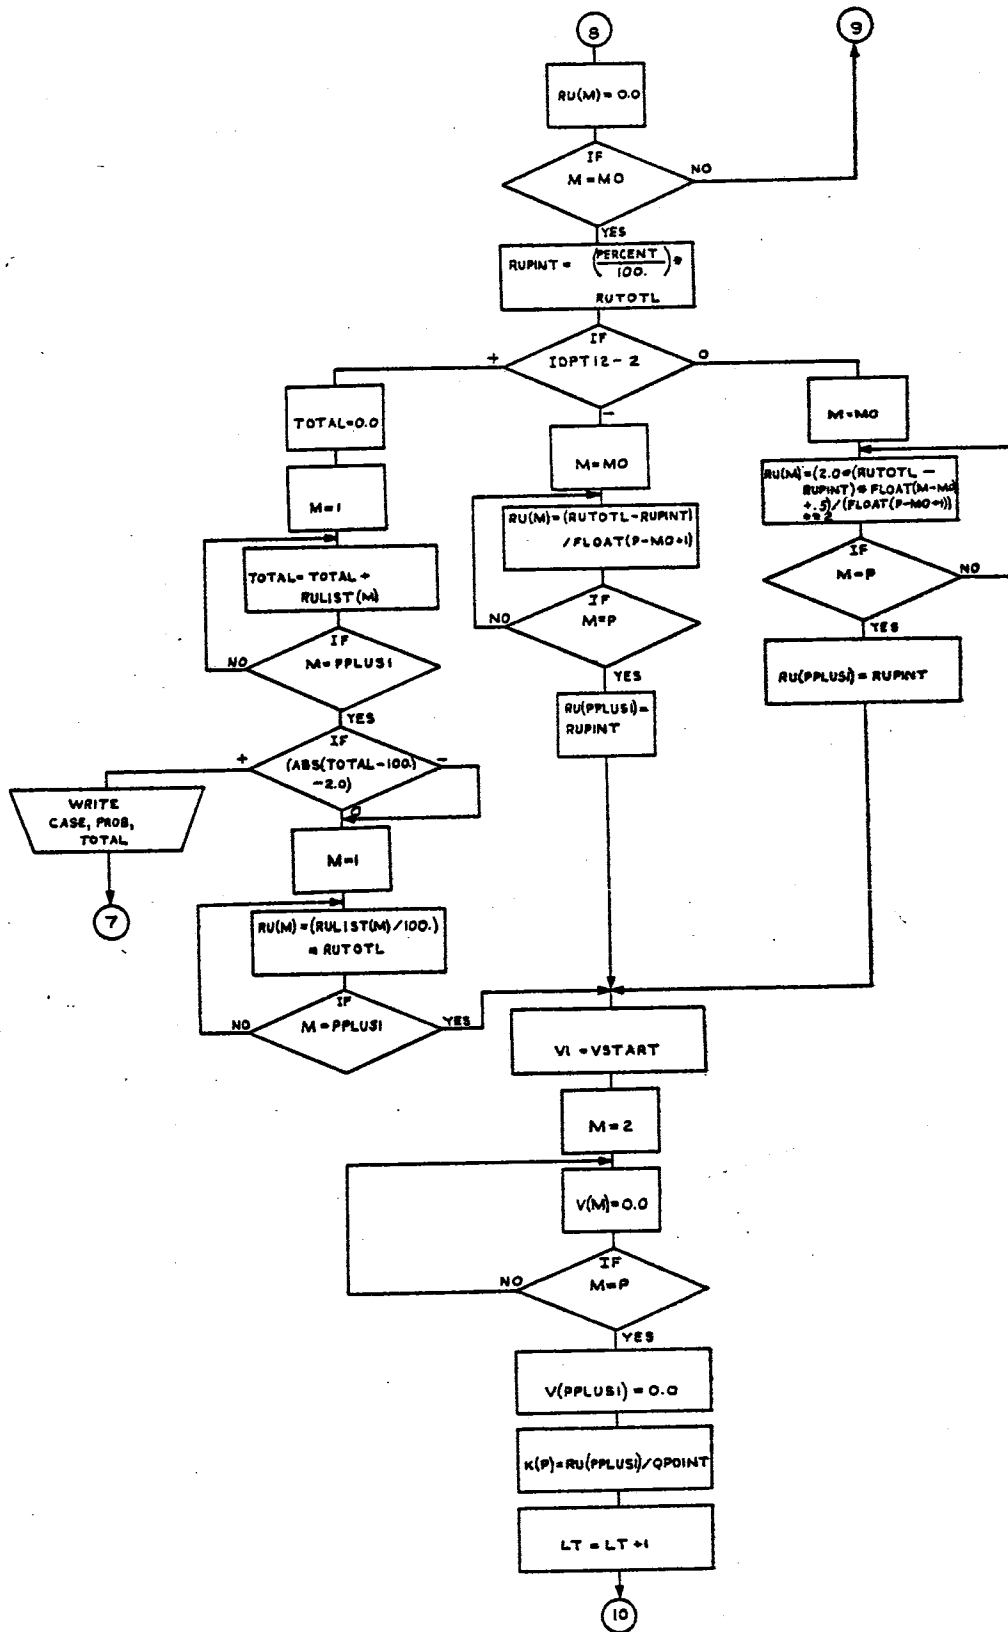 8
9
RU(M)=0.0
IF
M=MO
NO
YES
RUPINT = (PERCENT/100.) *
RUTOTL
IF
IOPT12-2
+
0
-
TOTAL=0.0
M=1
TOTAL=TOTAL+
RULIST(M)
IF
M=PPLUS1
NO
YES
IF
(ABS(TOTAL-100.)
-2.0)
+
-
0
WRITE
CASE, PROB,
TOTAL
7
M=1
RU(M)=(RULIST(M)/100.)
* RUTOTL
IF
M=PPLUS1
NO
YES
M=MO
RU(M)=(RUTOTL-RUPINT)
/FLOAT(P-MO+1)
IF
M=P
NO
YES
RU(PPLUS1)=
RUPINT
M=MO
RU(M)=(2.0*(RUTOTL-
RUPINT)*FLOAT(M-MO)
+.5)/(FLOAT(P-MO+1))
**2
IF
M=P
NO
YES
RU(PPLUS1)=RUPINT
V1=VSTART
M=2
V(M)=0.0
IF
M=P
NO
YES
V(PPLUS1)=0.0
K(P)=RU(PPLUS1)/QPOINT
LT=LT+1
10